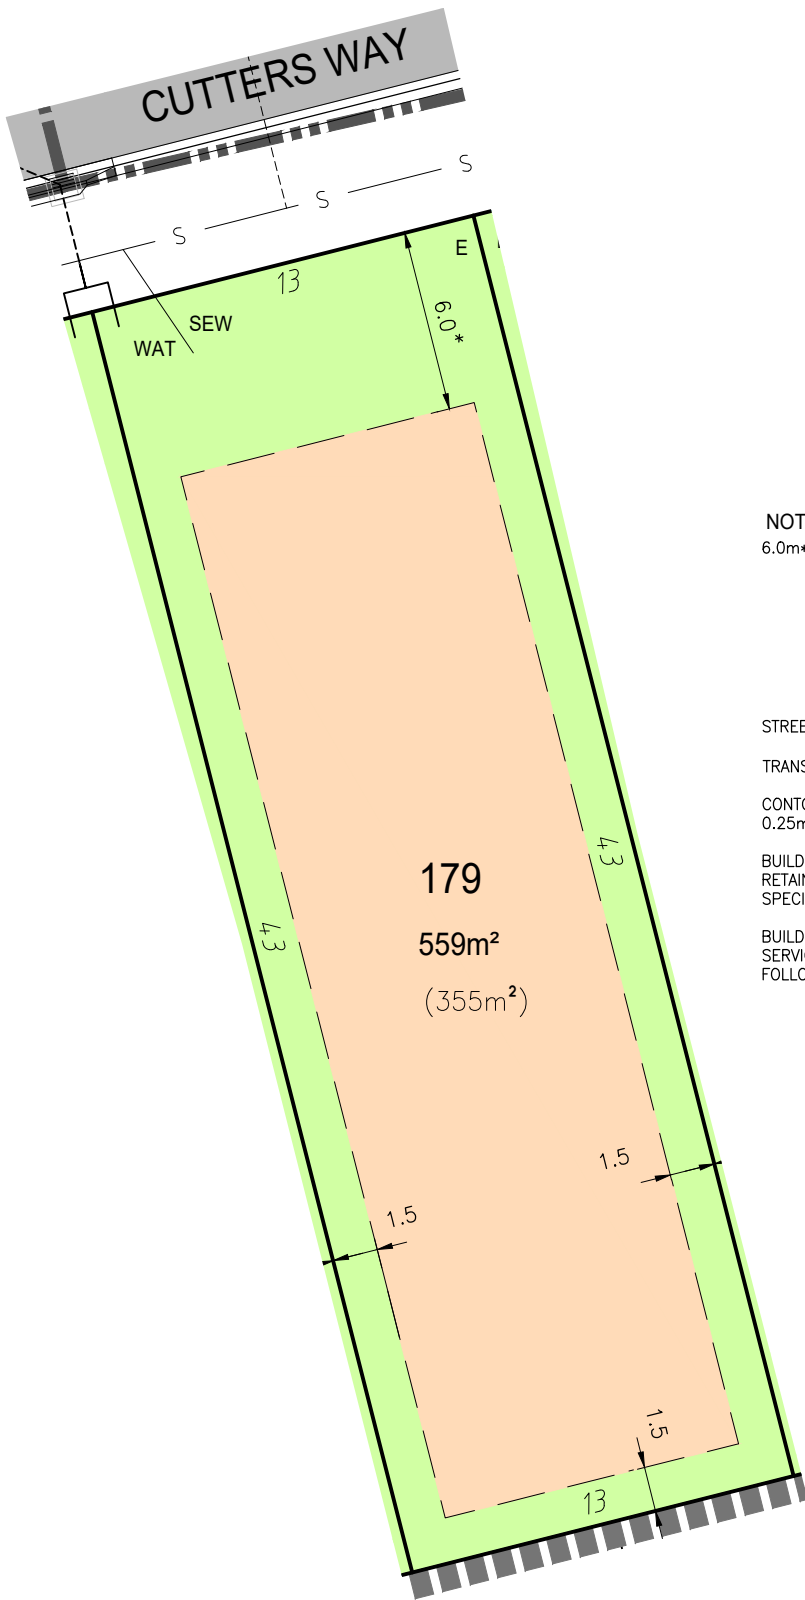 CUTTERS WAY
S
S
S
E
13
6.0*
SEW
WAT
NOT
6.0m*
STREE
TRANS
CONTO
0.25m
BUILD
RETAIN
SPECI
BUILD
SERVI
FOLLO
43
179
43
559m²
(355m²)
1.5
1.5
1.5
13